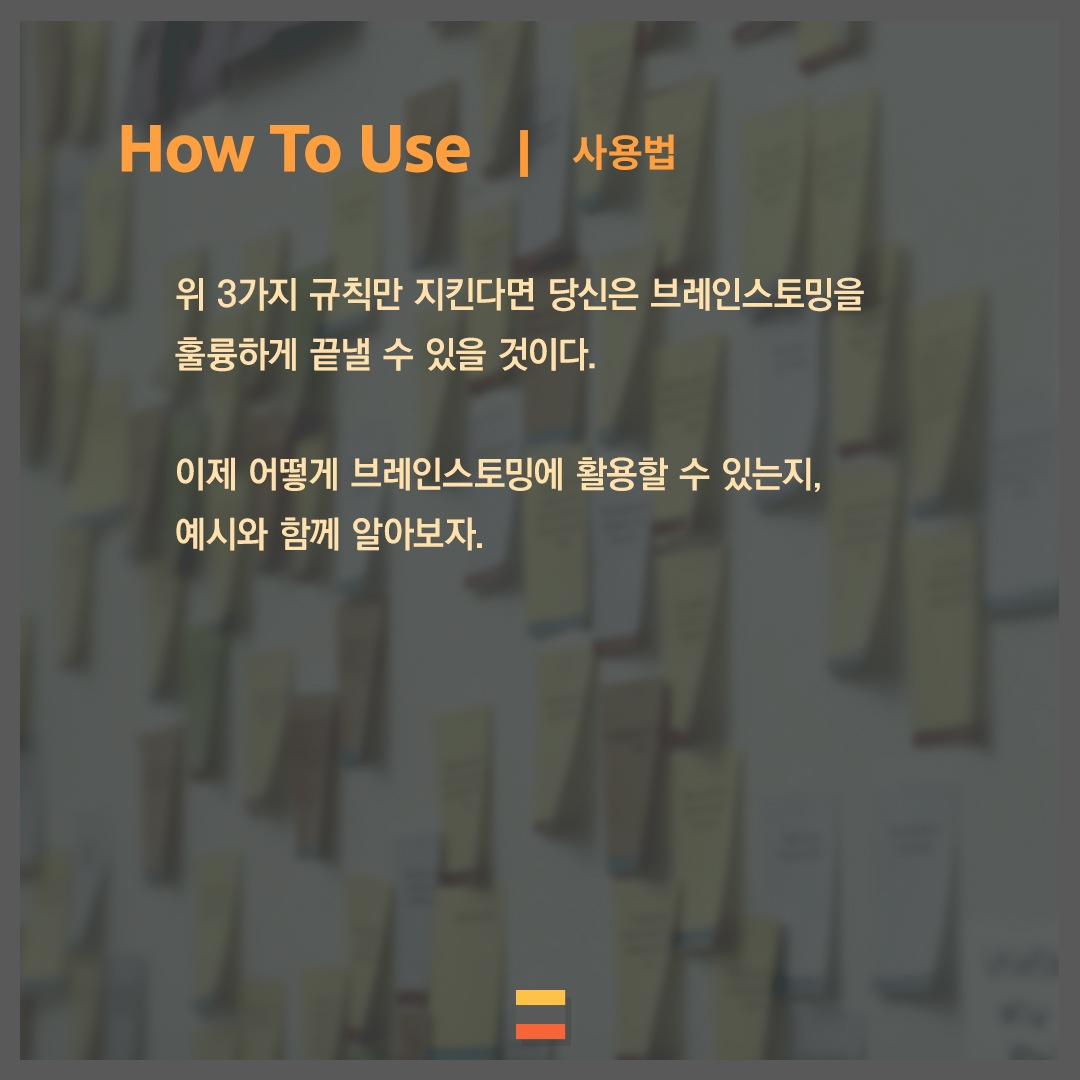 How To Use | 사용법
위 3가지 규칙만 지킨다면 당신은 브레인스토밍을
훌륭하게 끝낼 수 있을 것이다.
이제 어떻게 브레인스토밍에 활용할 수 있는지,
예시와 함께 알아보자.